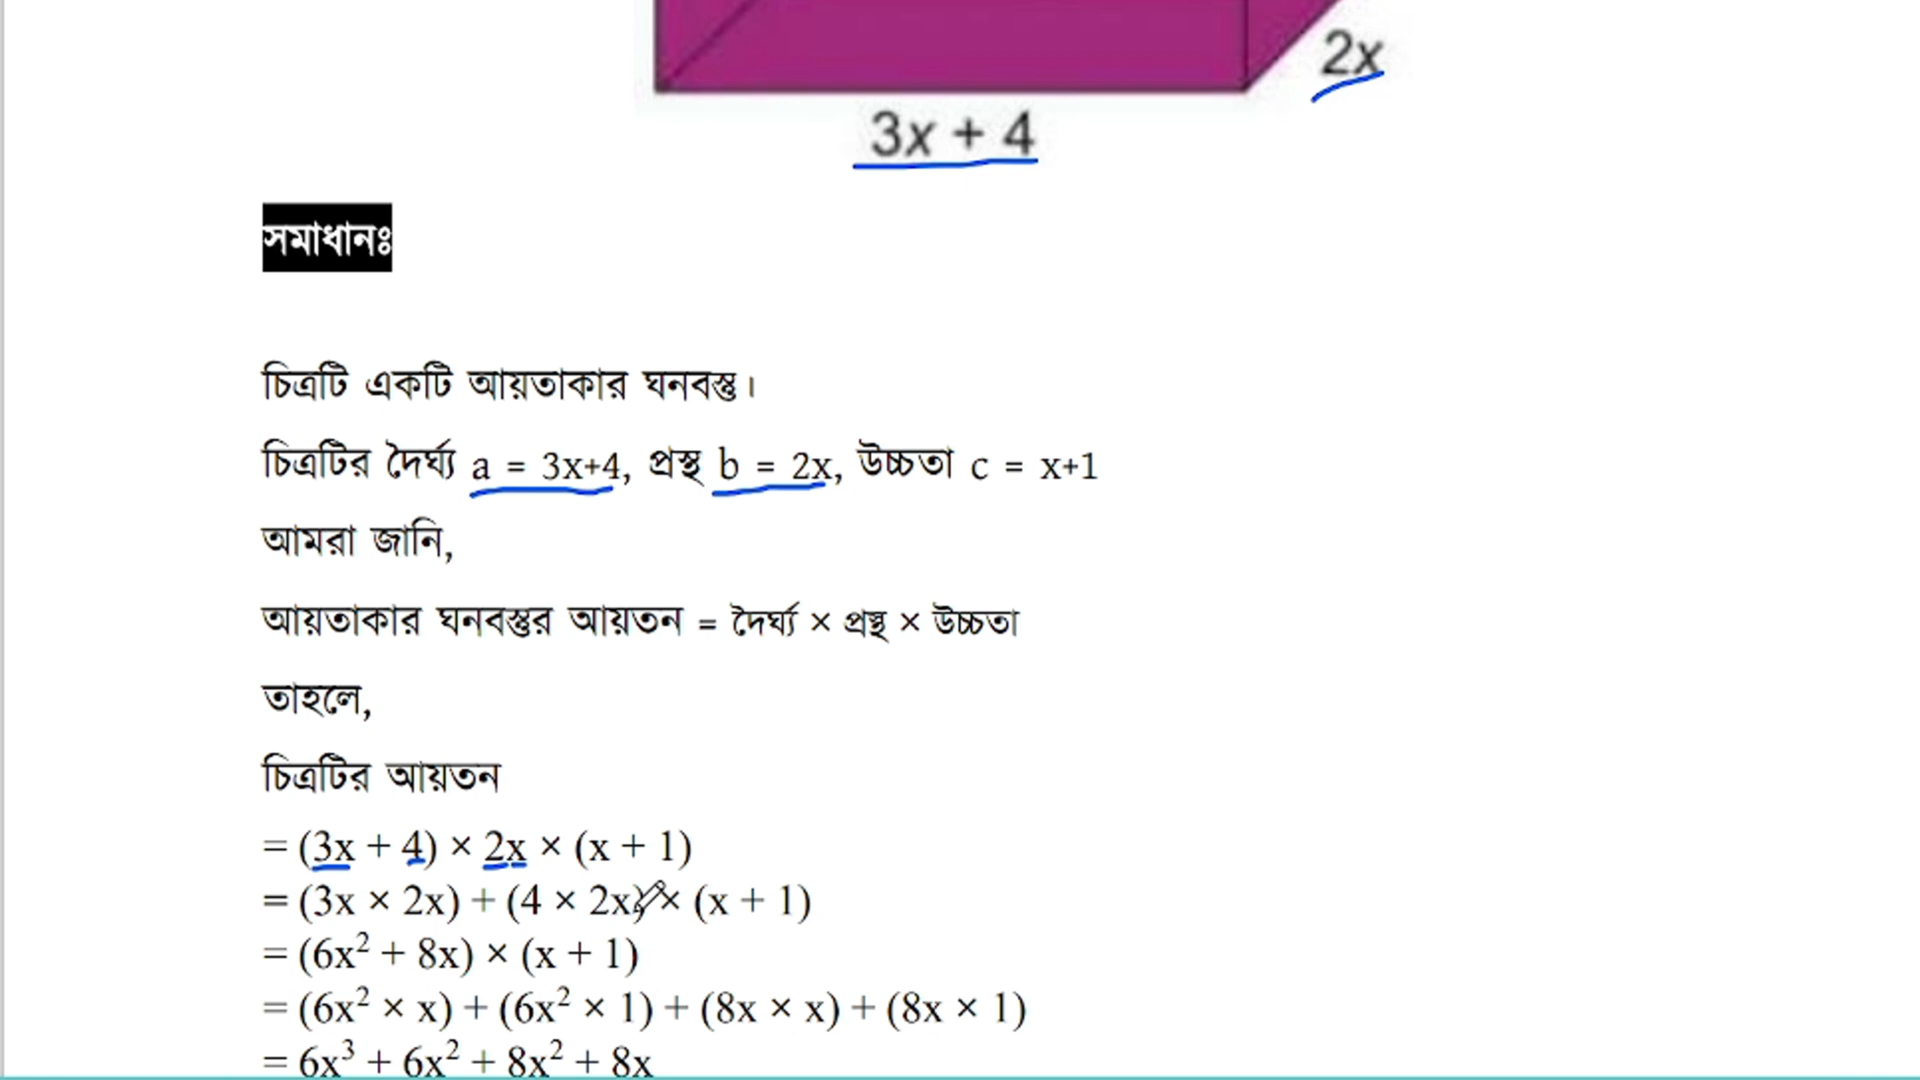 2x
3x + 4
সমাধানঃ
চিত্রটি একটি আয়তাকার ঘনবস্তু।
চিত্রটির দৈর্ঘ্য a = 3x+4, প্রস্থ b = 2x, উচ্চতা c = x+1
আমরা জানি,
আয়তাকার ঘনবস্তুর আয়তন = দৈর্ঘ্য × প্রস্থ × উচ্চতা
তাহলে,
চিত্রটির আয়তন
= (3x + 4) × 2x × (x + 1)
= (3x × 2x) + (4 × 2x) × (x + 1)
= (6x² + 8x) × (x + 1)
= (6x² × x) + (6x² × 1) + (8x × x) + (8x × 1)
= 6x³ + 6x² + 8x² + 8x